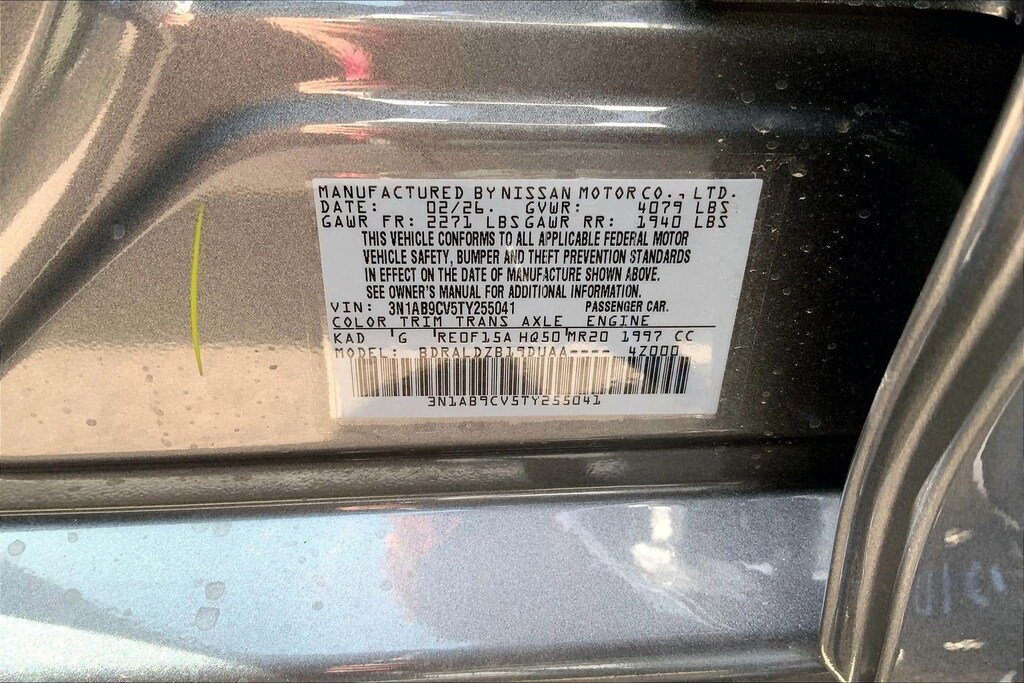 MANUFACTURED BY NISSAN MOTOR CO., LTD.
DATE: 02/26. GVWR: 4079 LBS
GAWR FR: 2271 LBS GAWR RR: 1940 LBS
THIS VEHICLE CONFORMS TO ALL APPLICABLE FEDERAL MOTOR
VEHICLE SAFETY, BUMPER AND THEFT PREVENTION STANDARDS
IN EFFECT ON THE DATE OF MANUFACTURE SHOWN ABOVE.
SEE OWNER'S MANUAL FOR ADDITIONAL INFORMATION.
VIN: 3N1AB9CV5TY255041 PASSENGER CAR.
COLOR TRIM TRANS AXLE ENGINE
KAD 'G 'RE0F15A HQ50'MR20 1997 CC
MODEL: BDRALDZB19DUAA---- 4Z000
3N1AB9CV5TY255041